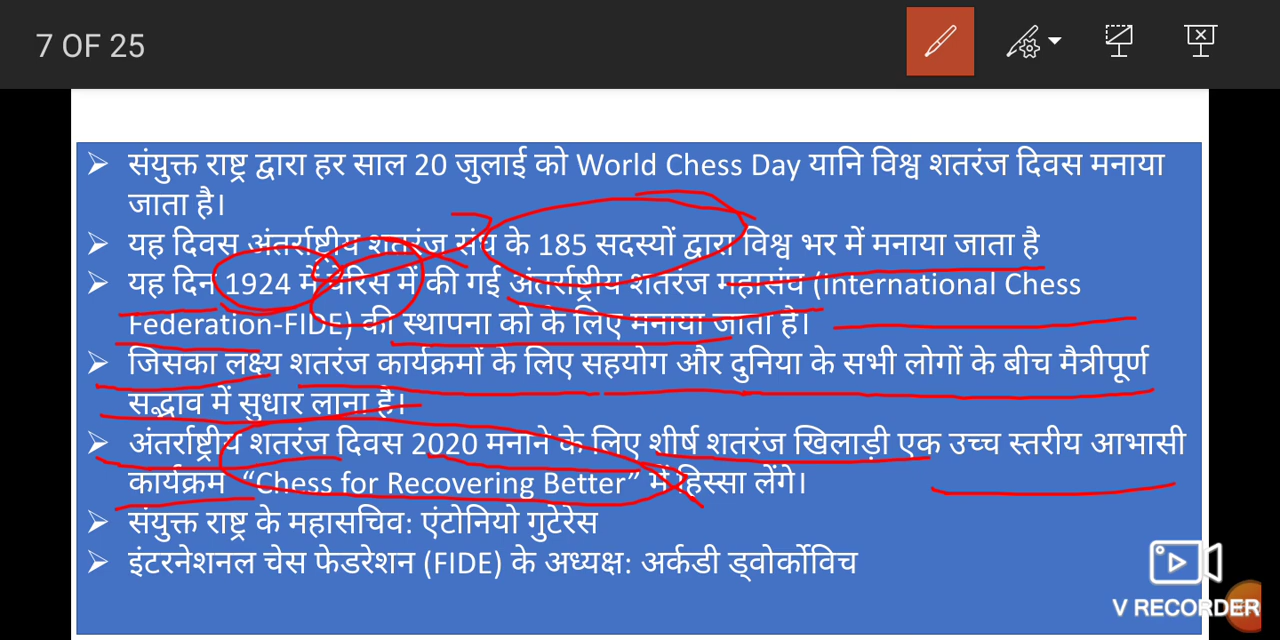 7 OF 25
संयुक्त राष्ट्र द्वारा हर साल 20 जुलाई को World Chess Day यानि विश्व शतरंज दिवस मनाया
जाता है।
यह दिवस अंतर्राष्ट्रीय शतरंज संघ के 185 सदस्यों द्वारा विश्व भर में मनाया जाता है
यह दिन 1924 में पेरिस में की गई अंतर्राष्ट्रीय शतरंज महासंघ (International Chess
Federation-FIDE) की स्थापना को के लिए मनाया जाता है।
जिसका लक्ष्य शतरंज कार्यक्रमों के लिए सहयोग और दुनिया के सभी लोगों के बीच मैत्रीपूर्ण
सद्भाव में सुधार लाना है।
अंतर्राष्ट्रीय शतरंज दिवस 2020 मनाने के लिए शीर्ष शतरंज खिलाड़ी एक उच्च स्तरीय आभासी
कार्यक्रम “Chess for Recovering Better” में हिस्सा लेंगे।
संयुक्त राष्ट्र के महासचिव: एंटोनियो गुटेरेस
इंटरनेशनल चेस फेडरेशन (FIDE) के अध्यक्ष: अर्कडी ड्वोर्कोविच
V RECORDER